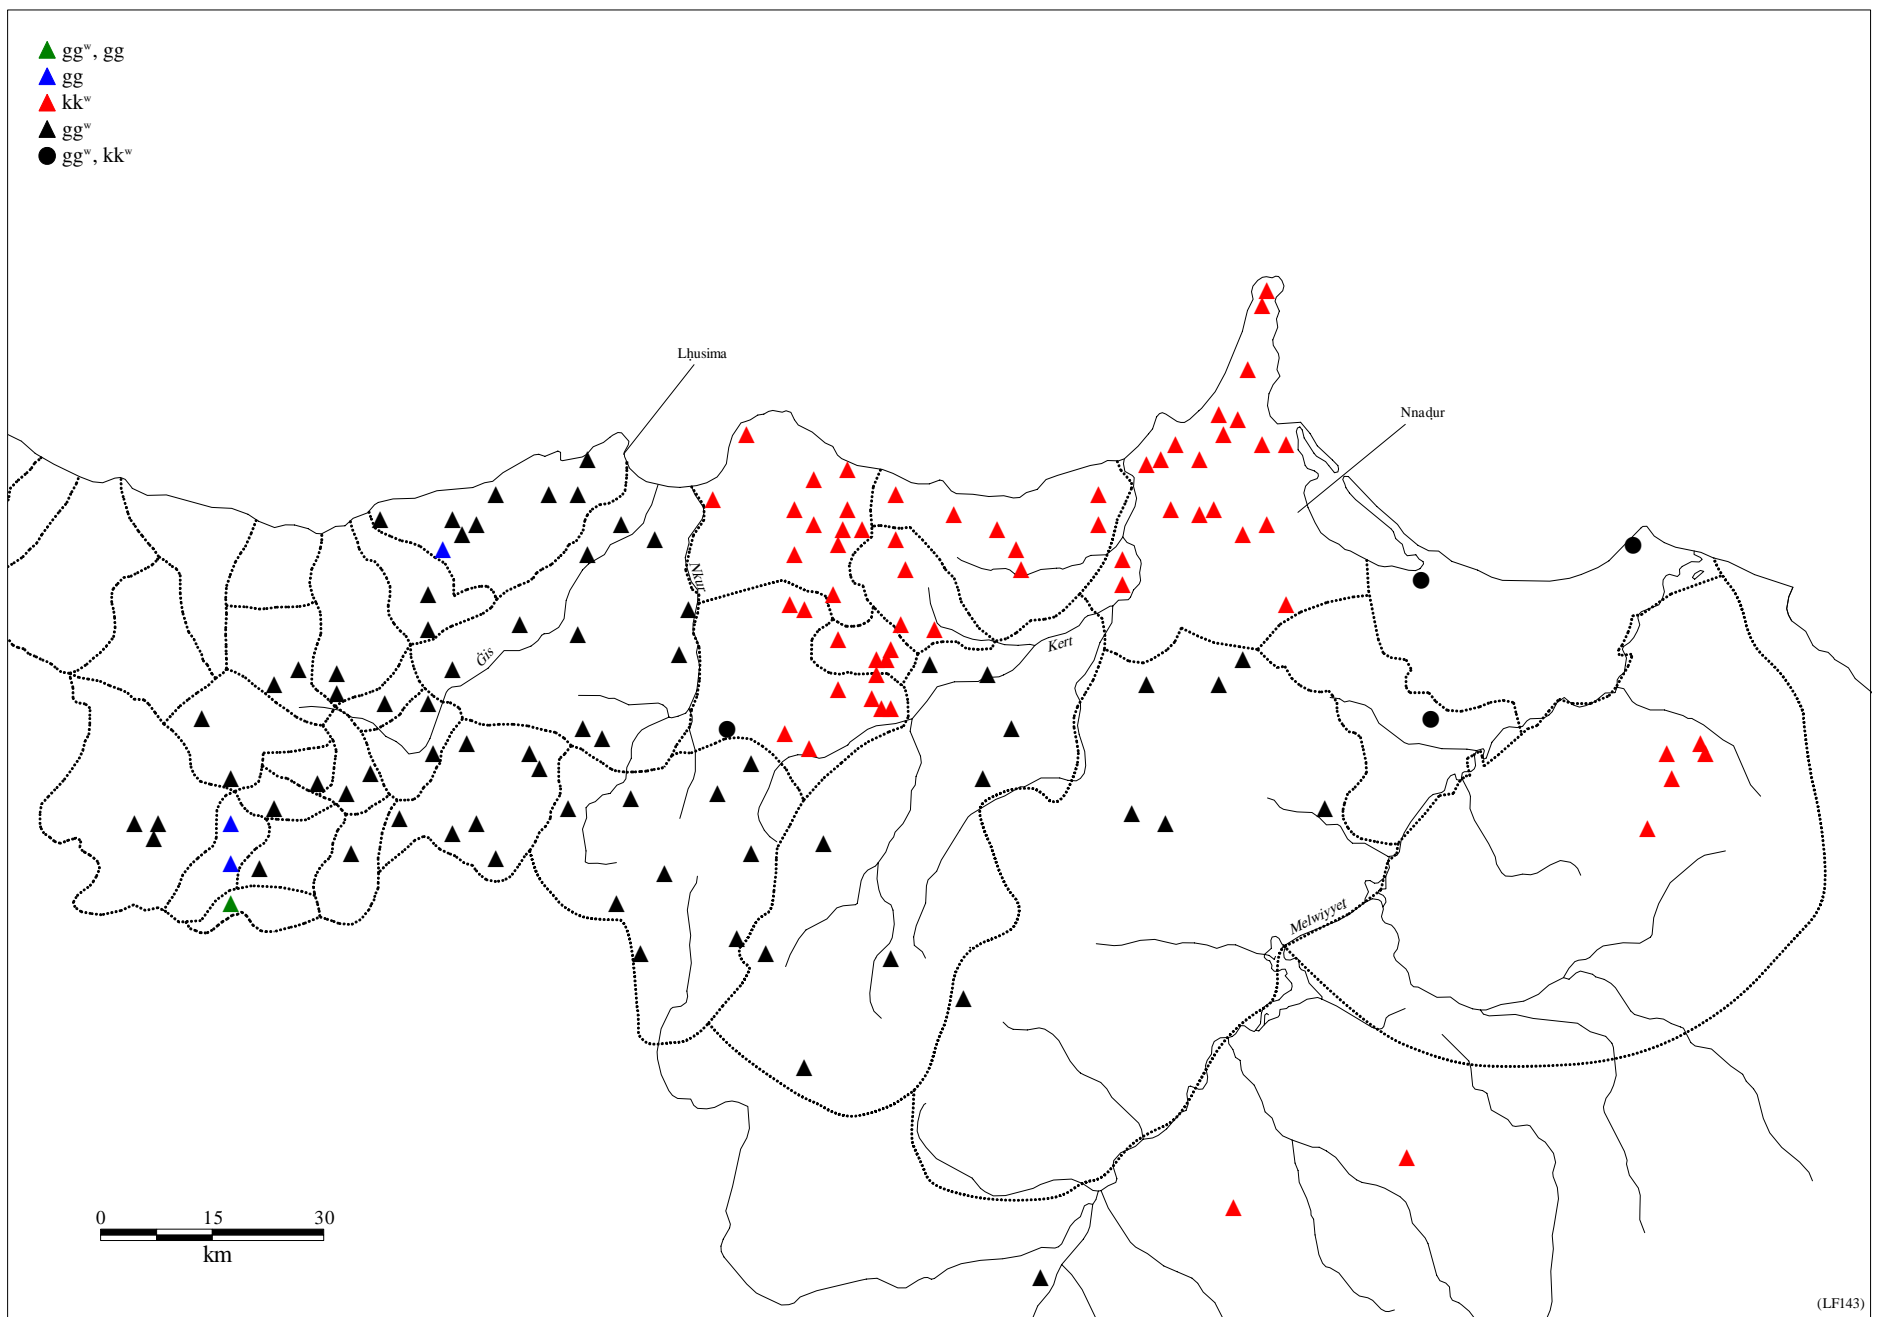 ggʷ, gg
gg
kkʷ
ggʷ
ggʷ, kkʷ
Lḥusima
Nnaḍur
Nkur
Kert
Ġis
Melwiyyet
0 15 30
km
(LF143)